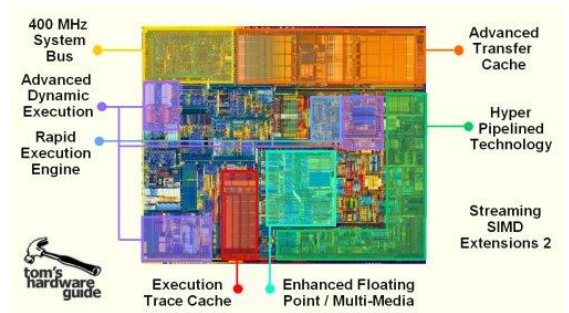 400 MHz
System
Bus
Advanced
Transfer
Cache
Advanced
Dynamic
Execution
Rapid
Execution
Engine
Hyper
Pipelined
Technology
Streaming
SIMD
Extensions 2
tom's
hardware
guide
Execution
Trace Cache
Enhanced Floating
Point / Multi-Media